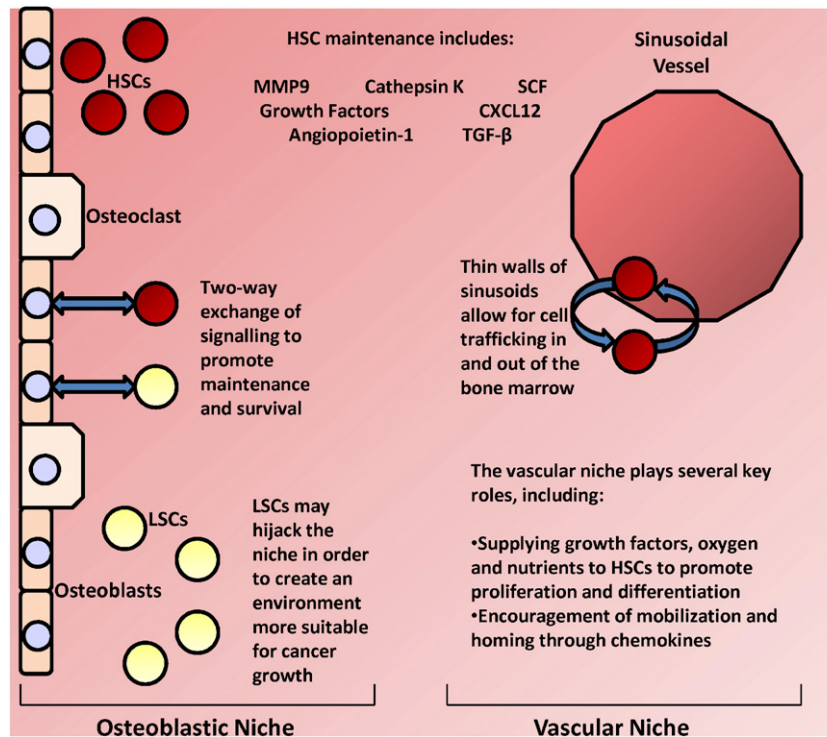 HSC maintenance includes:
MMP9 Cathepsin K SCF
Growth Factors CXCL12
Angiopoietin-1 TGF-β
HSCs
Sinusoidal
Vessel
Osteoclast
Two-way
exchange of
signalling to
promote
maintenance
and survival
Thin walls of
sinusoids
allow for cell
trafficking in
and out of the
bone marrow
LSCs
Osteoblasts
LSCs may
hijack the
niche in order
to create an
environment
more suitable
for cancer
growth
The vascular niche plays several key
roles, including:
•Supplying growth factors, oxygen
and nutrients to HSCs to promote
proliferation and differentiation
•Encouragement of mobilization and
homing through chemokines
Osteoblastic Niche
Vascular Niche